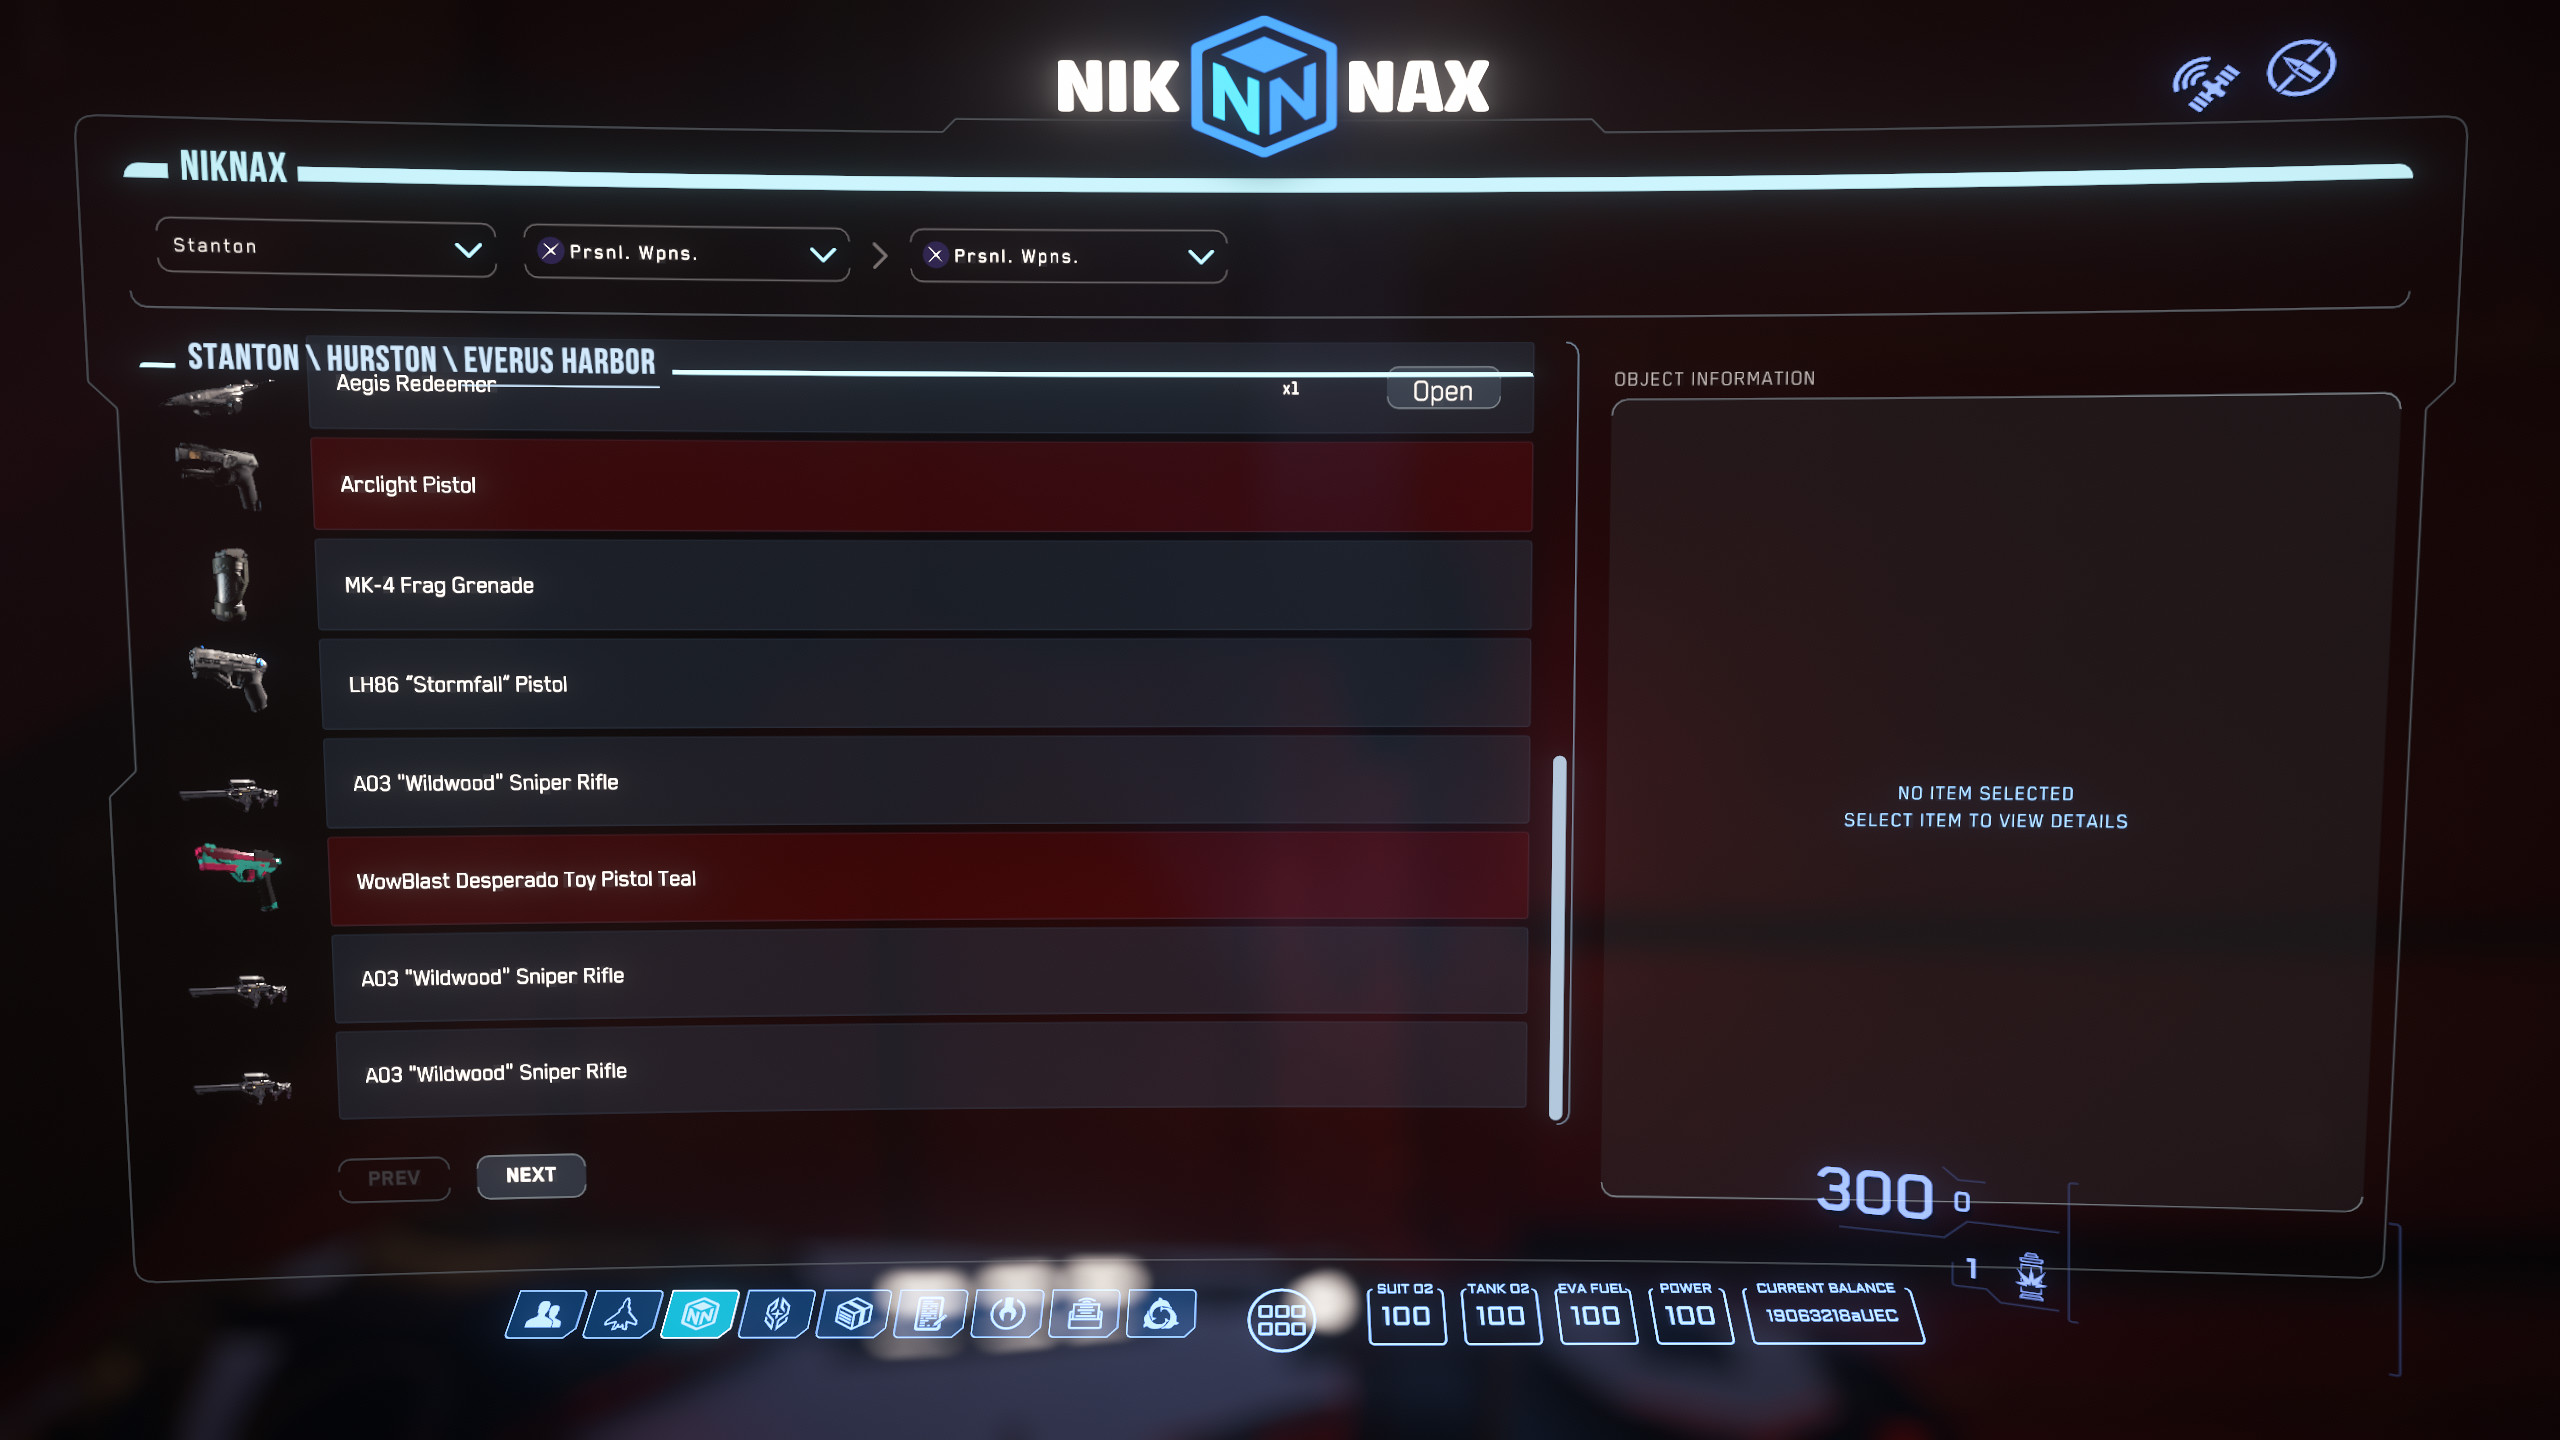 NIK NN NAX
NIKNAX
Stanton
Prsnl. Wpns.
Prsnl. Wpns.
STANTON \ HURSTON \ EVERUS HARBOR
Aegis Redeemer x1 Open
Arclight Pistol
MK-4 Frag Grenade
LH86 "Stormfall" Pistol
A03 "Wildwood" Sniper Rifle
WowBlast Desperado Toy Pistol Teal
A03 "Wildwood" Sniper Rifle
A03 "Wildwood" Sniper Rifle
PREV NEXT
OBJECT INFORMATION
NO ITEM SELECTED
SELECT ITEM TO VIEW DETAILS
300 0
1
NN
SUIT O2
100
TANK O2
100
EVA FUEL
100
POWER
100
CURRENT BALANCE
19063218aUEC